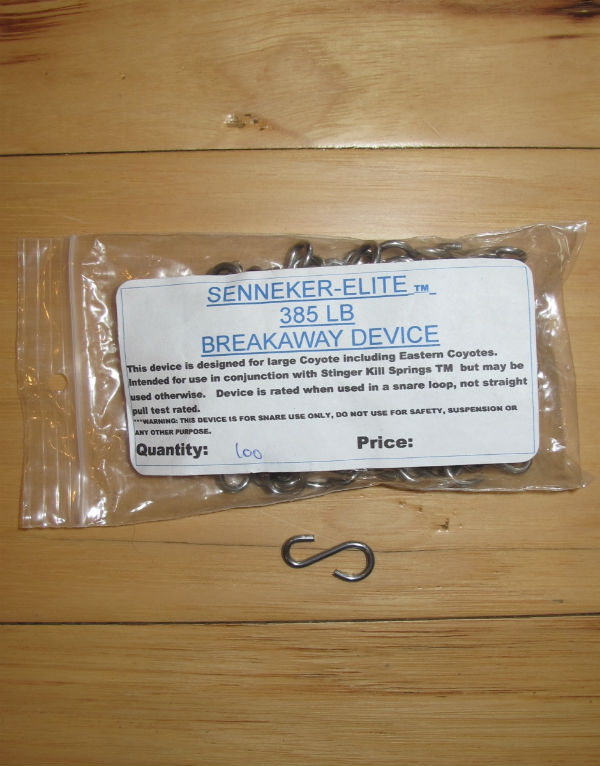 SENNEKER-ELITE TM
385 LB
BREAKAWAY DEVICE
This device is designed for large Coyote including Eastern Coyotes.
Intended for use in conjunction with Stinger Kill Springs TM but may be
used otherwise. Device is rated when used in a snare loop, not straight
pull test rated.
***WARNING: THIS DEVICE IS FOR SNARE USE ONLY, DO NOT USE FOR SAFETY, SUSPENSION OR
ANY OTHER PURPOSE.
Quantity: 100 Price: